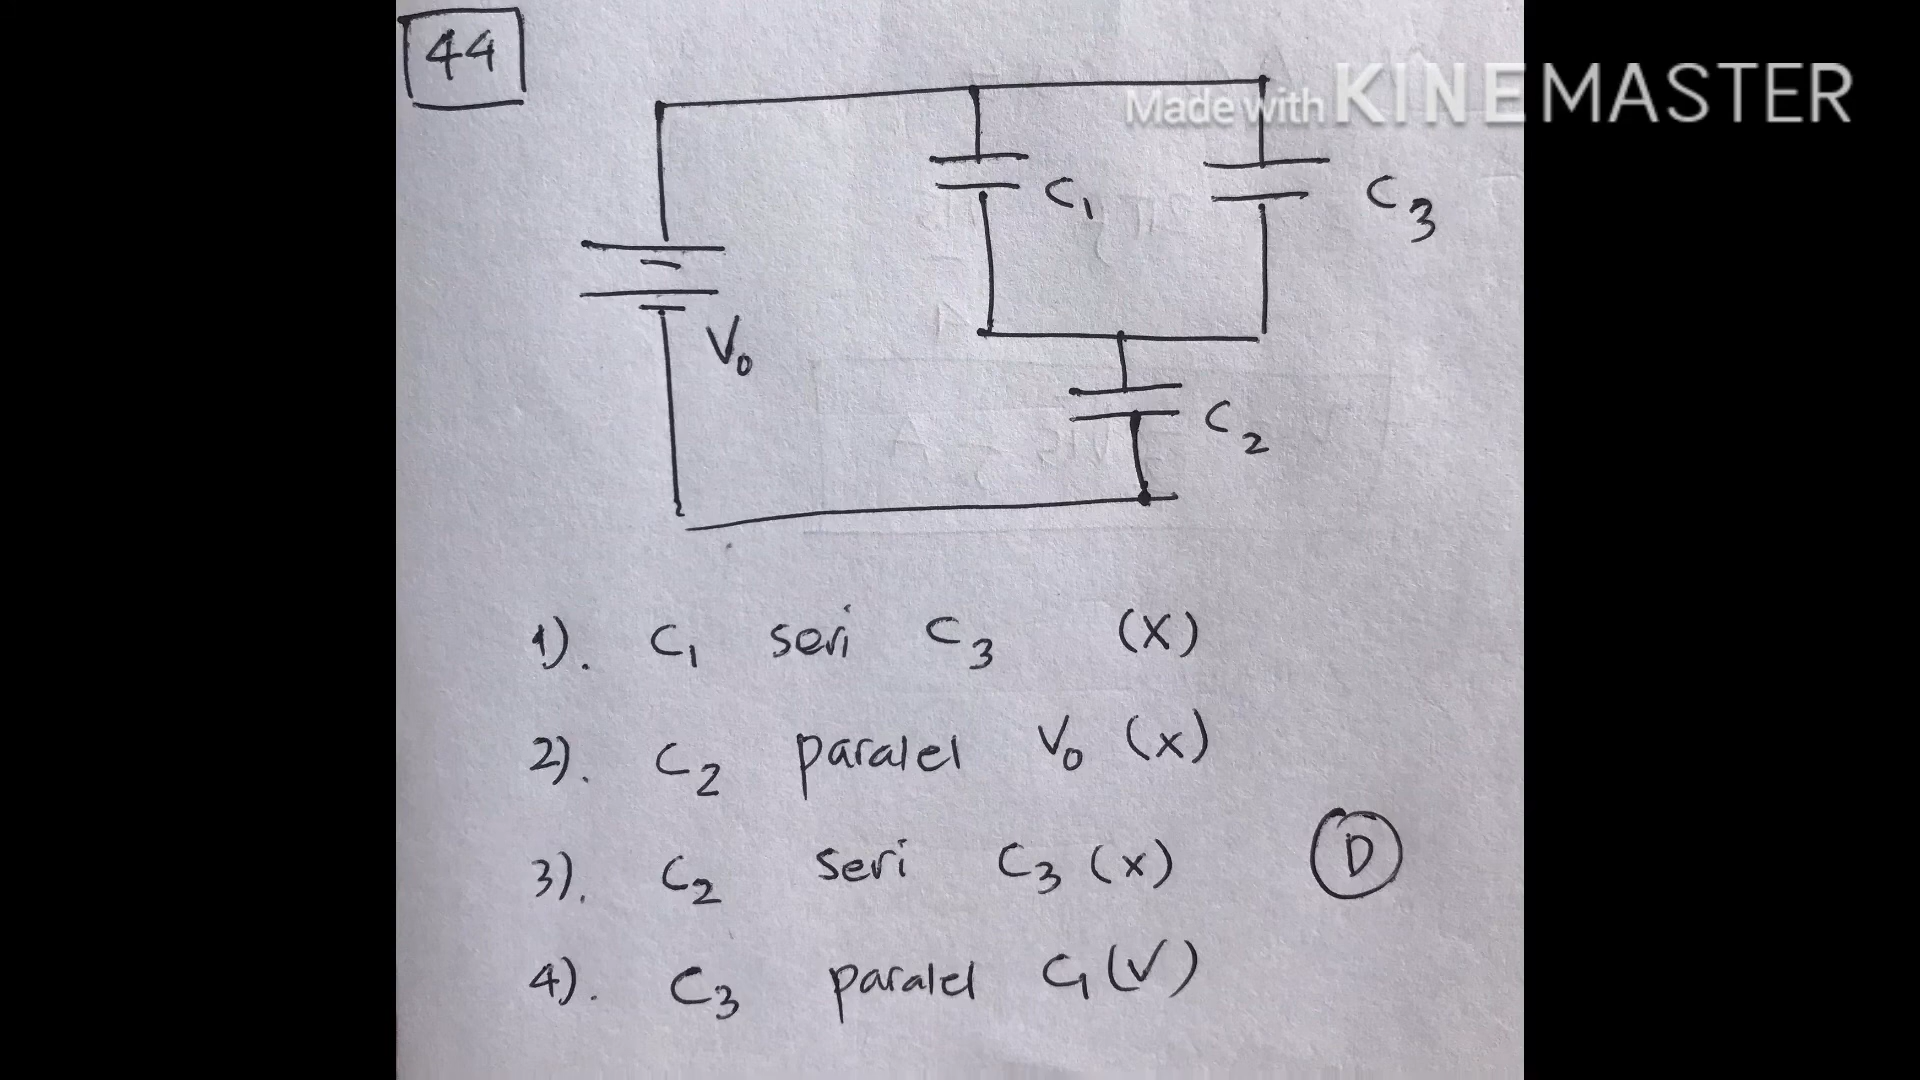 44
Made with KINEMASTER
C₁
C₃
V₀
C₂
1). C₁ seri C₃ (X)
2). C₂ paralel V₀ (x)
3). C₂ seri C₃ (x)
D
4). C₃ paralel C₁ (√)